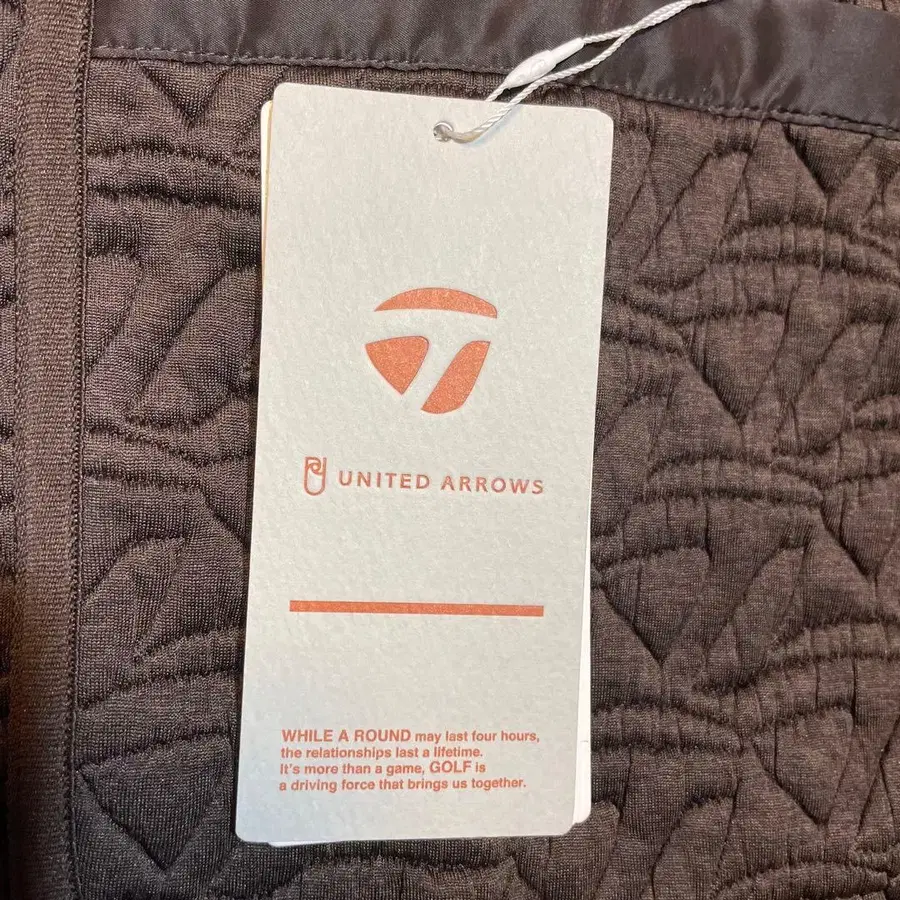 UNITED ARROWS
WHILE A ROUND may last four hours,
the relationships last a lifetime.
It's more than a game, GOLF is
a driving force that brings us together.